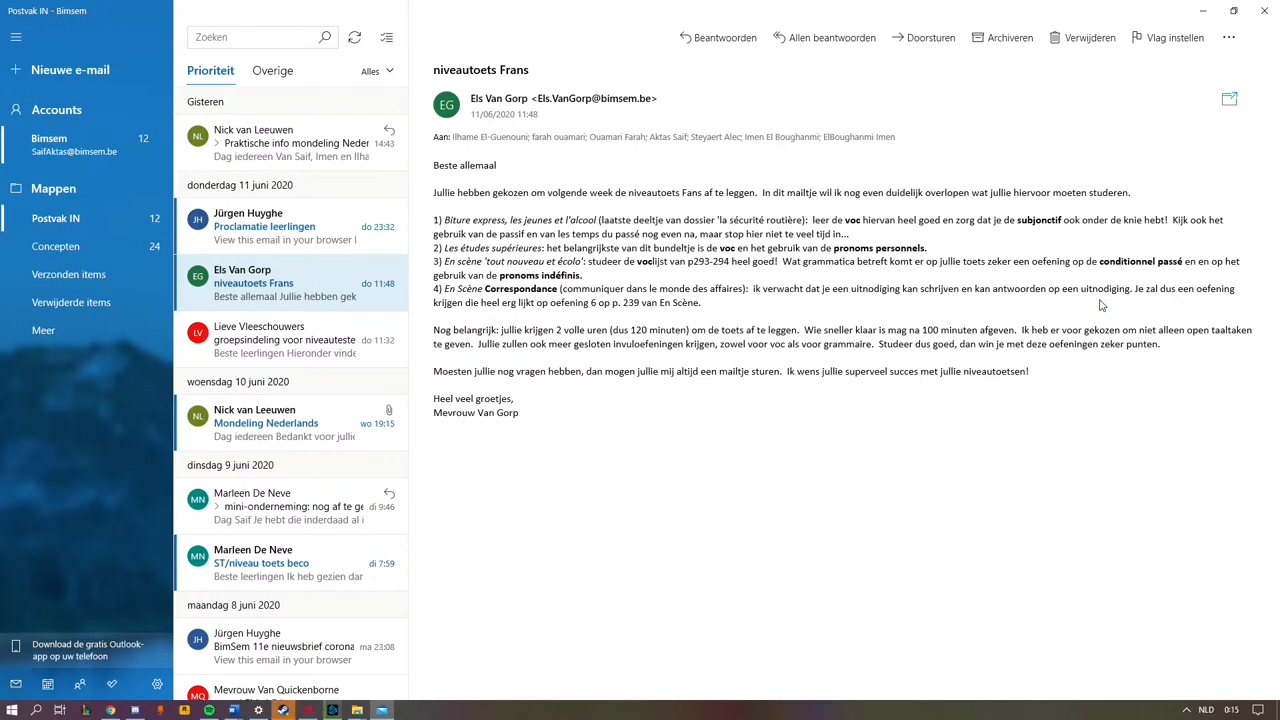 Postvak IN - Bimsem
Nieuwe e-mail
Accounts
Bimsem 12
SaifAktas@bimsem.be
Mappen
Postvak IN 12
Concepten 24
Verzonden items
Verwijderde items
Meer
Download de gratis Outlook-
app op uw telefoon
Zoeken
Prioriteit Overige Alles
Gisteren
NL Nick van Leeuwen
Praktische info mondeling Neder 14:43
Dag iedereen Van Saif, Imen en Ilha
donderdag 11 juni 2020
JH Jürgen Huyghe
Proclamatie leerlingen do 23:32
View this email in your browser
EG Els Van Gorp
niveautoets Frans do 11:48
Beste allemaal Jullie hebben gek
LV Lieve Vleeschouwers
groepsindeling voor niveauteste do 11:32
Beste leerlingen Hieronder vinde
woensdag 10 juni 2020
NL Nick van Leeuwen
Mondeling Nederlands wo 19:15
Dag iedereen Bedankt voor jullie
dinsdag 9 juni 2020
MN Marleen De Neve
mini-onderneming: nog af te ge di 9:46
Dag Saif Je hebt die inderdaad al i
MN Marleen De Neve
ST/niveau toets beco di 7:59
Beste leerlingen Ik heb gezien dar
maandag 8 juni 2020
JH Jürgen Huyghe
BimSem 11e nieuwsbrief corona ma 23:08
View this email in your browser
MQ Mevrouw Van Quickenborne
Beantwoorden Allen beantwoorden Doorsturen Archiveren Verwijderen Vlag instellen
niveautoets Frans
EG Els Van Gorp <Els.VanGorp@bimsem.be>
11/06/2020 11:48
Aan: Ilhame El-Guenouni; farah ouamari; Ouamari Farah; Aktas Saif; Steyaert Alec; Imen El Boughanmi; ElBoughanmi Imen
Beste allemaal
Jullie hebben gekozen om volgende week de niveautoets Fans af te leggen. In dit mailtje wil ik nog even duidelijk overlopen wat jullie hiervoor moeten studeren.
1) Biture express, les jeunes et l'alcool (laatste deeltje van dossier 'la sécurité routière): leer de voc hiervan heel goed en zorg dat je de subjonctif ook onder de knie hebt! Kijk ook het
gebruik van de passif en van les temps du passé nog even na, maar stop hier niet te veel tijd in...
2) Les études supérieures: het belangrijkste van dit bundeltje is de voc en het gebruik van de pronoms personnels.
3) En scène 'tout nouveau et écolo': studeer de voclijst van p293-294 heel goed! Wat grammatica betreft komt er op jullie toets zeker een oefening op de conditionnel passé en en op het
gebruik van de pronoms indéfinis.
4) En Scène Correspondance (communiquer dans le monde des affaires): ik verwacht dat je een uitnodiging kan schrijven en kan antwoorden op een uitnodiging. Je zal dus een oefening
krijgen die heel erg lijkt op oefening 6 op p. 239 van En Scène.
Nog belangrijk: jullie krijgen 2 volle uren (dus 120 minuten) om de toets af te leggen. Wie sneller klaar is mag na 100 minuten afgeven. Ik heb er voor gekozen om niet alleen open taaltaken
te geven. Jullie zullen ook meer gesloten invuloefeningen krijgen, zowel voor voc als voor grammaire. Studeer dus goed, dan win je met deze oefeningen zeker punten.
Moesten jullie nog vragen hebben, dan mogen jullie mij altijd een mailtje sturen. Ik wens jullie superveel succes met jullie niveautoetsen!
Heel veel groetjes,
Mevrouw Van Gorp
NLD 0:15